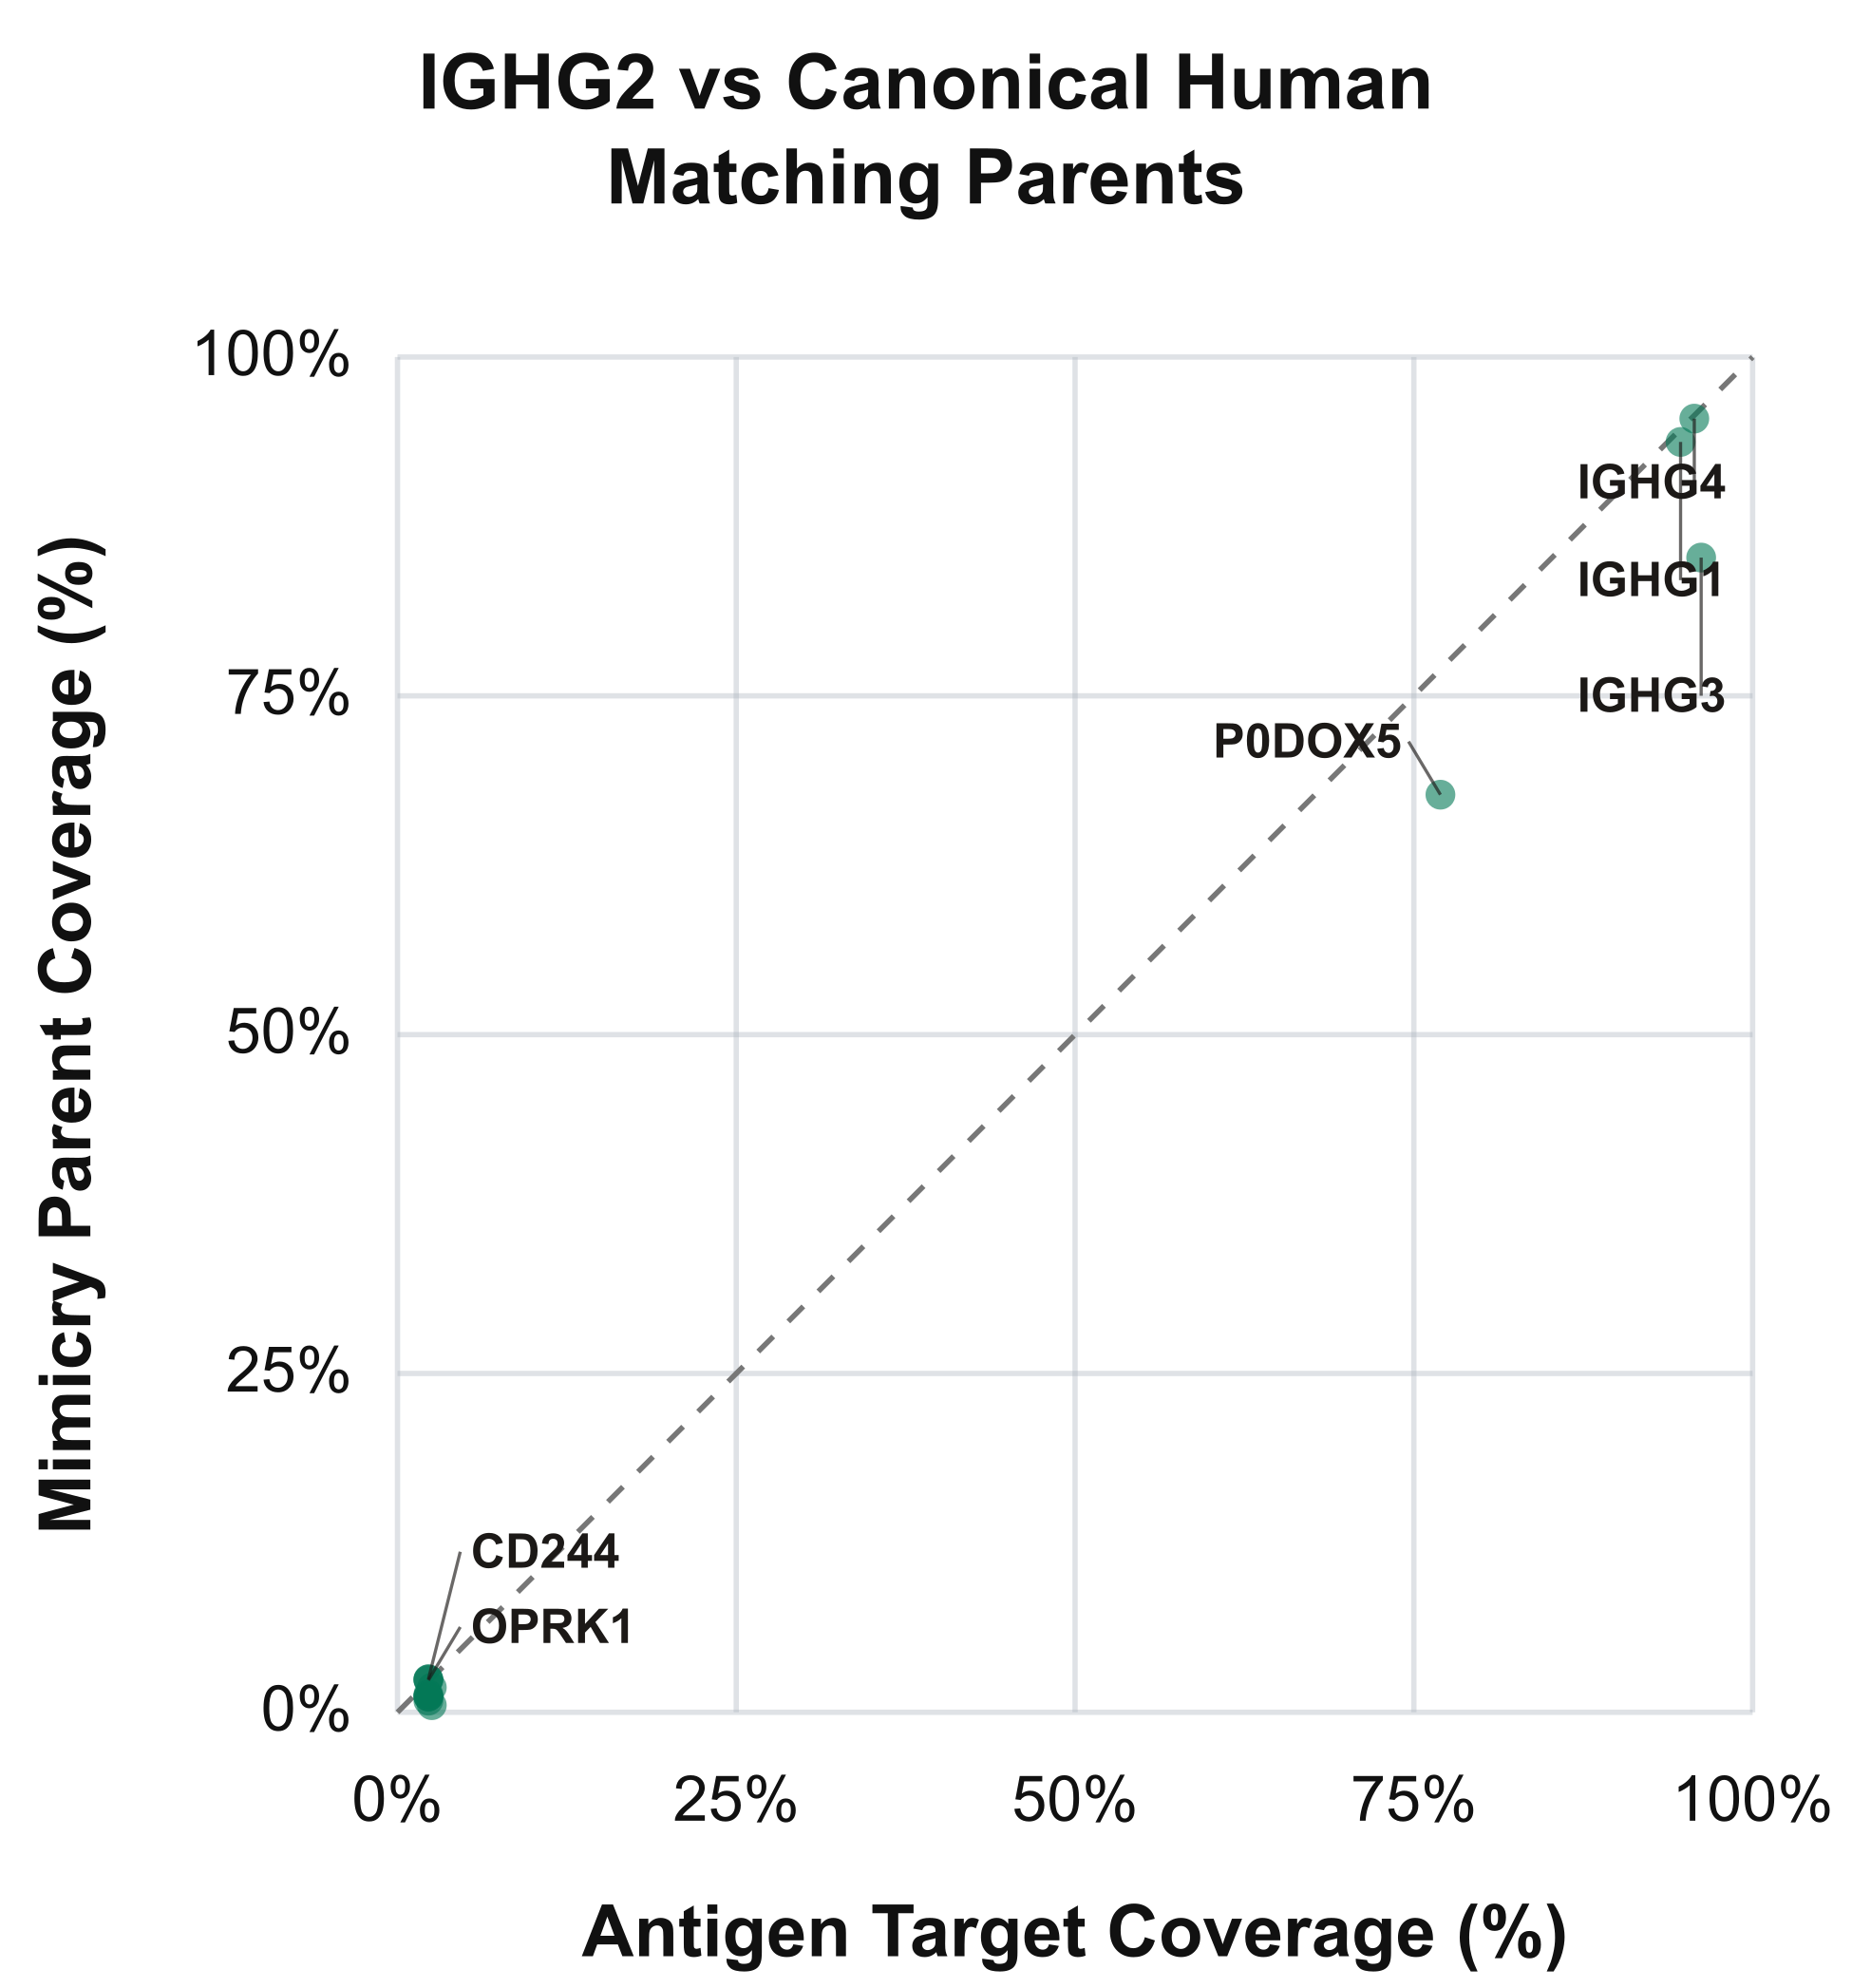 IGHG2 vs Canonical Human
Matching Parents
100%
75%
50%
25%
0%
Mimicry Parent Coverage (%)
IGHG4
IGHG1
IGHG3
P0DOX5
CD244
OPRK1
0%
25%
50%
75%
100%
Antigen Target Coverage (%)